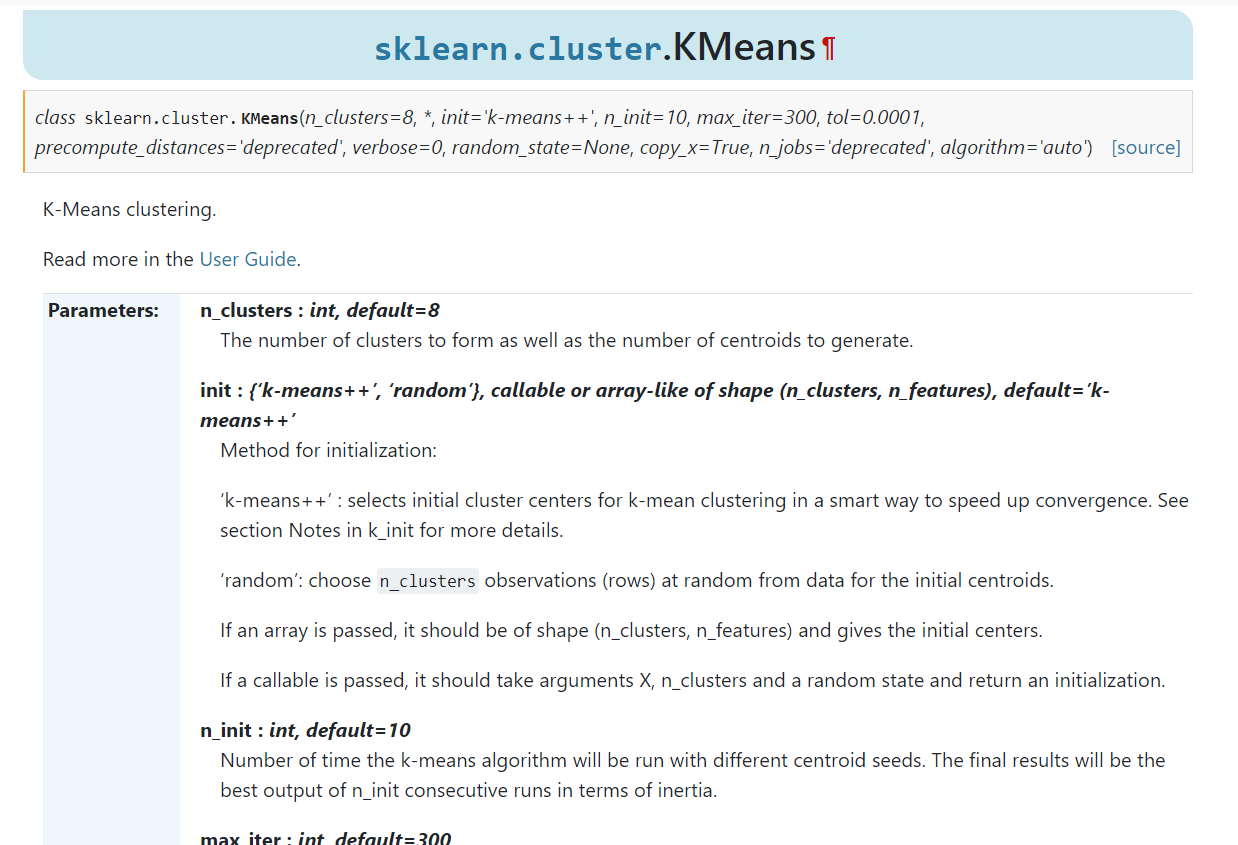 sklearn.cluster.KMeans¶
class sklearn.cluster.KMeans(n_clusters=8, *, init='k-means++', n_init=10, max_iter=300, tol=0.0001,
precompute_distances='deprecated', verbose=0, random_state=None, copy_x=True, n_jobs='deprecated', algorithm='auto') [source]
K-Means clustering.
Read more in the User Guide.
Parameters: n_clusters : int, default=8
The number of clusters to form as well as the number of centroids to generate.
init : {‘k-means++’, ‘random’}, callable or array-like of shape (n_clusters, n_features), default=’k-
means++’
Method for initialization:
‘k-means++’ : selects initial cluster centers for k-mean clustering in a smart way to speed up convergence. See
section Notes in k_init for more details.
‘random’: choose n_clusters observations (rows) at random from data for the initial centroids.
If an array is passed, it should be of shape (n_clusters, n_features) and gives the initial centers.
If a callable is passed, it should take arguments X, n_clusters and a random state and return an initialization.
n_init : int, default=10
Number of time the k-means algorithm will be run with different centroid seeds. The final results will be the
best output of n_init consecutive runs in terms of inertia.
max_iter : int, default=300